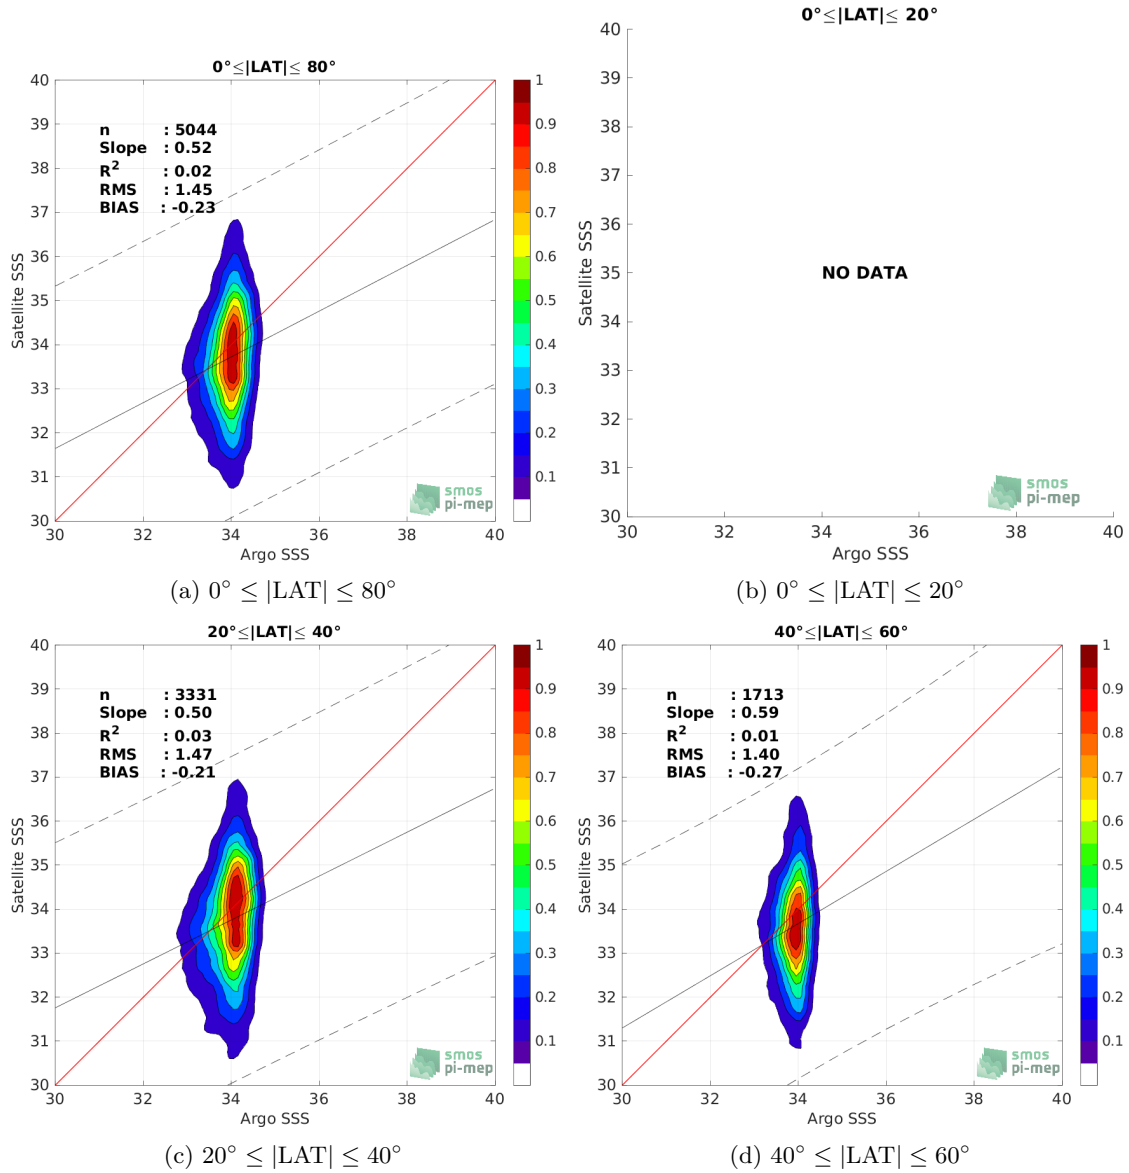 0°≤|LAT|≤ 80°
40
39
38
37
36
35
34
33
32
31
30
Satellite SSS
n : 5044
Slope : 0.52
R² : 0.02
RMS : 1.45
BIAS : -0.23
smos
pi-mep
30 32 34 36 38 40
Argo SSS
1
0.9
0.8
0.7
0.6
0.5
0.4
0.3
0.2
0.1
(a) 0° ≤ |LAT| ≤ 80°
0°≤|LAT|≤ 20°
40
39
38
37
36
35
34
33
32
31
30
Satellite SSS
NO DATA
smos
pi-mep
30 32 34 36 38 40
Argo SSS
(b) 0° ≤ |LAT| ≤ 20°
20°≤|LAT|≤ 40°
40
39
38
37
36
35
34
33
32
31
30
Satellite SSS
n : 3331
Slope : 0.50
R² : 0.03
RMS : 1.47
BIAS : -0.21
smos
pi-mep
30 32 34 36 38 40
Argo SSS
1
0.9
0.8
0.7
0.6
0.5
0.4
0.3
0.2
0.1
(c) 20° ≤ |LAT| ≤ 40°
40°≤|LAT|≤ 60°
40
39
38
37
36
35
34
33
32
31
30
Satellite SSS
n : 1713
Slope : 0.59
R² : 0.01
RMS : 1.40
BIAS : -0.27
smos
pi-mep
30 32 34 36 38 40
Argo SSS
1
0.9
0.8
0.7
0.6
0.5
0.4
0.3
0.2
0.1
(d) 40° ≤ |LAT| ≤ 60°